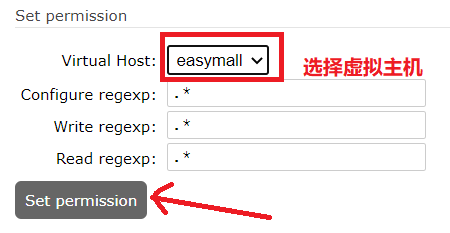 Set permission
Virtual Host: easymall 选择虚拟主机
Configure regexp: .*
Write regexp: .*
Read regexp: .*
Set permission